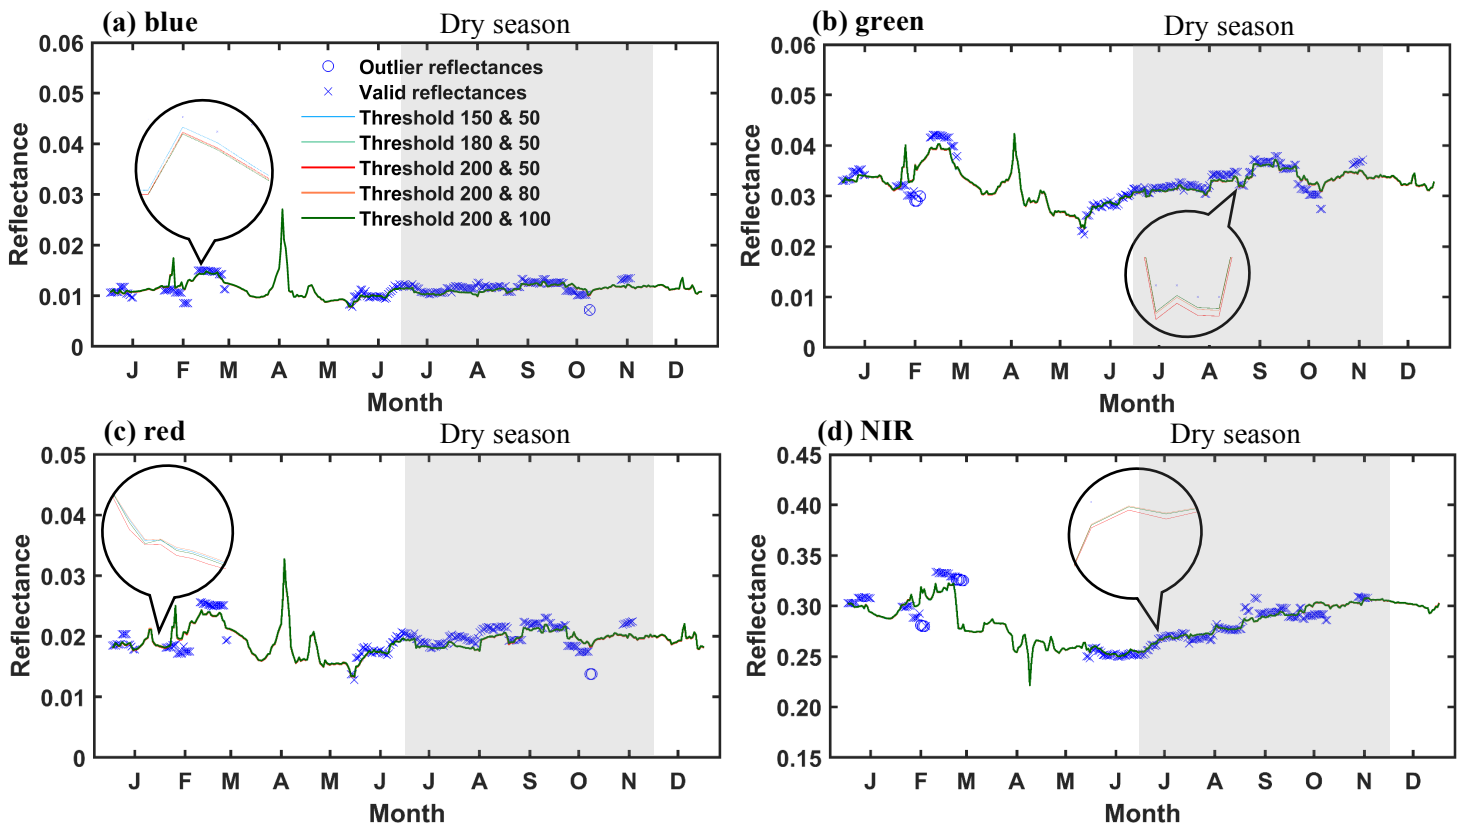 (a) blue
Dry season
0.06
0.05
0.04
0.03
0.02
0.01
0
Reflectance
Outlier reflectances
Valid reflectances
Threshold 150 & 50
Threshold 180 & 50
Threshold 200 & 50
Threshold 200 & 80
Threshold 200 & 100
J F M A M J J A S O N D
Month
(b) green
Dry season
0.06
0.05
0.04
0.03
0.02
0.01
0
Reflectance
J F M A M J J A S O N D
Month
(c) red
Dry season
0.05
0.04
0.03
0.02
0.01
0
Reflectance
J F M A M J J A S O N D
Month
(d) NIR
Dry season
0.45
0.40
0.35
0.30
0.25
0.20
0.15
Reflectance
J F M A M J J A S O N D
Month